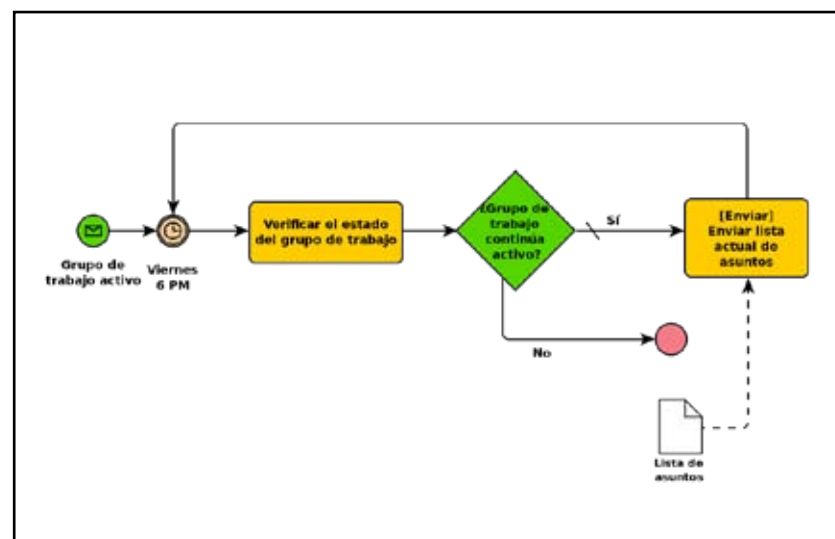 Grupo de
trabajo activo
Viernes
6 PM
Verificar el estado
del grupo de trabajo
¿Grupo de
trabajo
continúa
activo?
Sí
[Enviar]
Enviar lista
actual de
asuntos
No
Lista de
asuntos